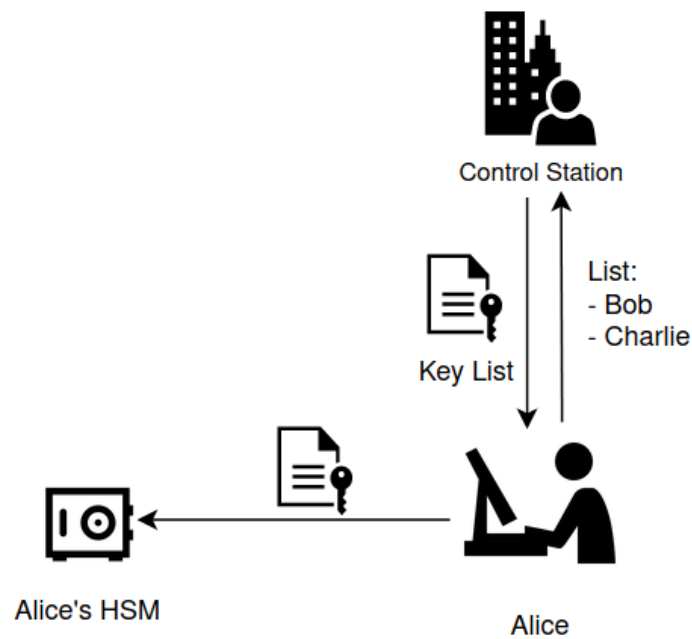 Control Station
List:
- Bob
- Charlie
Key List
Alice's HSM
Alice